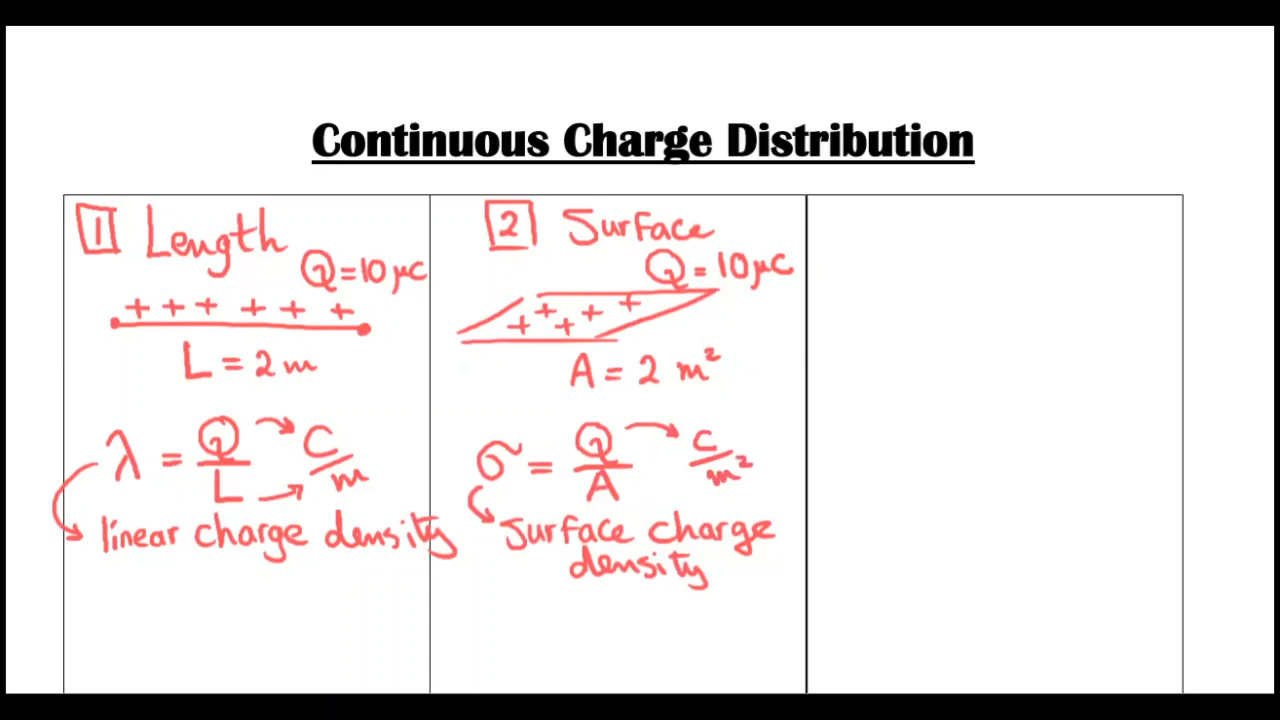 Continuous Charge Distribution
1 Length
Q = 10 μC
+ + + + + +
L = 2 m
λ = Q/L → C/m
linear charge density
2 Surface
Q = 10 μC
+ + + + +
A = 2 m²
σ = Q/A → C/m²
surface charge
density